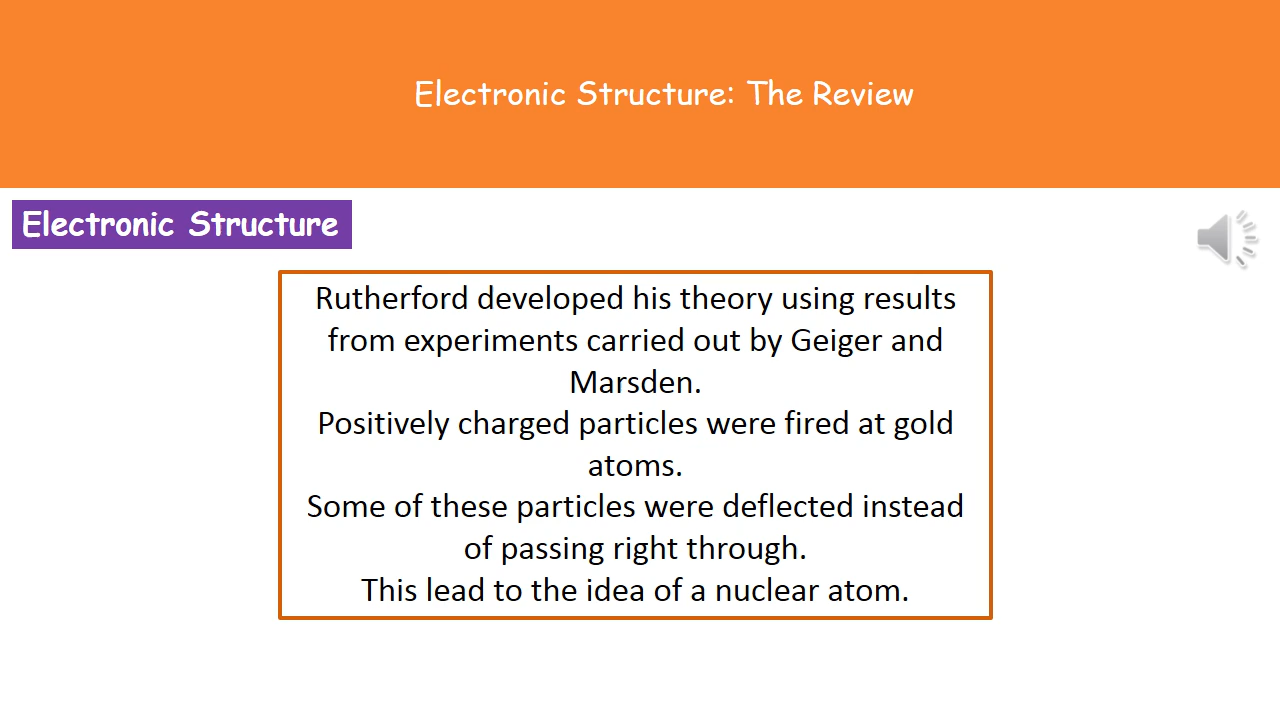 Electronic Structure: The Review
Electronic Structure
Rutherford developed his theory using results
from experiments carried out by Geiger and
Marsden.
Positively charged particles were fired at gold
atoms.
Some of these particles were deflected instead
of passing right through.
This lead to the idea of a nuclear atom.